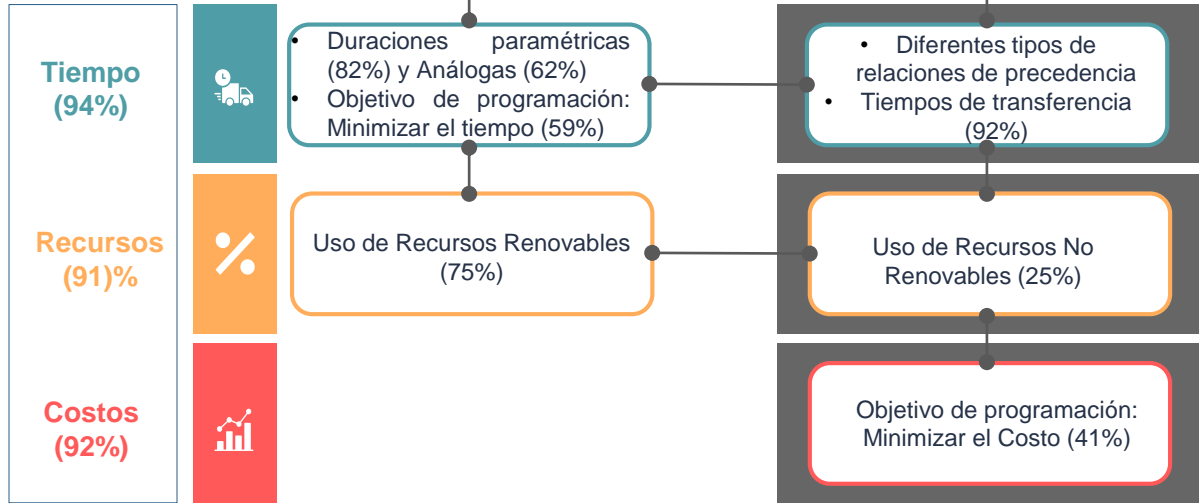 Tiempo
(94%)
• Duraciones paramétricas
(82%) y Análogas (62%)
• Objetivo de programación:
Minimizar el tiempo (59%)
• Diferentes tipos de
relaciones de precedencia
• Tiempos de transferencia
(92%)
Recursos
(91)%
%
Uso de Recursos Renovables
(75%)
Uso de Recursos No
Renovables (25%)
Costos
(92%)
Objetivo de programación:
Minimizar el Costo (41%)